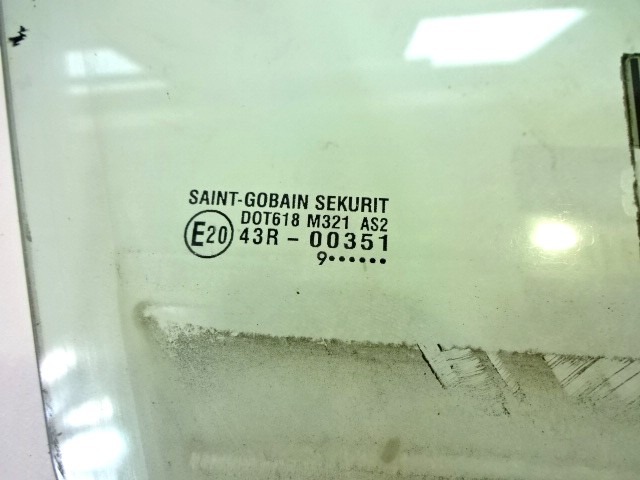 SAINT-GOBAIN SEKURIT
DOT618 M321 AS2
E20 43R - 00351
9••••••